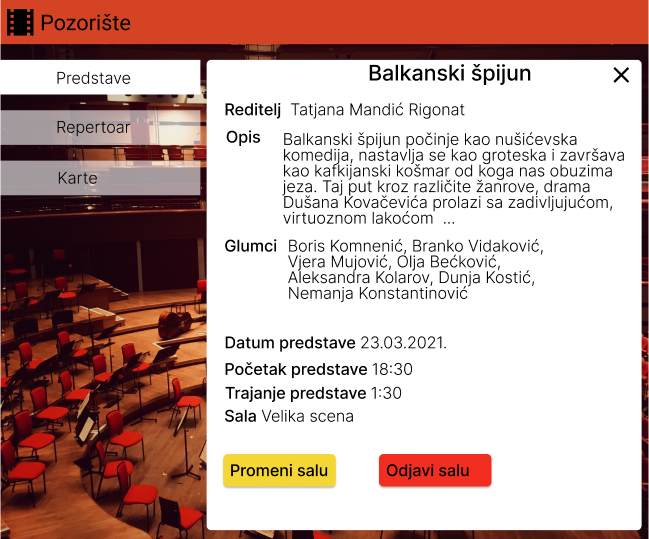 Pozorište
Predstave
Repertoar
Karte
Balkanski špijun
Reditelj Tatjana Mandić Rigonat
Opis Balkanski špijun počinje kao nušićevska
komedija, nastavlja se kao groteska i završava
kao kafkijanski košmar od koga nas obuzima
jeza. Taj put kroz različite žanrove, drama
Dušana Kovačevića prolazi sa zadivljujućom,
virtuoznom lakoćom ...
Glumci Boris Komnenić, Branko Vidaković,
Vjera Mujović, Olja Bećković,
Aleksandra Kolarov, Dunja Kostić,
Nemanja Konstantinović
Datum predstave 23.03.2021.
Početak predstave 18:30
Trajanje predstave 1:30
Sala Velika scena
Promeni salu
Odjavi salu